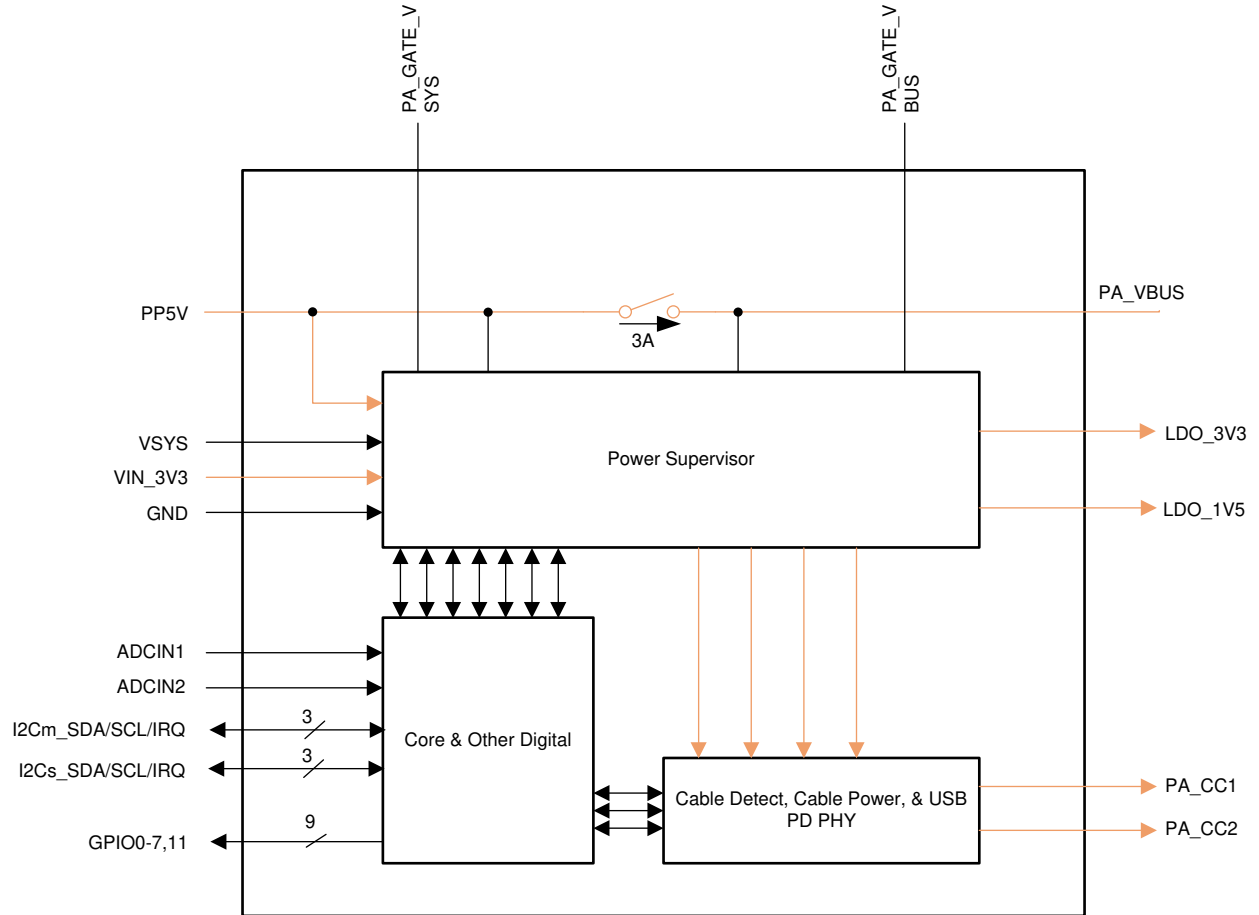 PA_GATE_V
SYS
PA_GATE_V
BUS
PP5V
3A
PA_VBUS
VSYS
VIN_3V3
GND
Power Supervisor
LDO_3V3
LDO_1V5
ADCIN1
ADCIN2
I2Cm_SDA/SCL/IRQ
3
I2Cs_SDA/SCL/IRQ
3
GPIO0-7,11
9
Core & Other Digital
Cable Detect, Cable Power, & USB
PD PHY
PA_CC1
PA_CC2